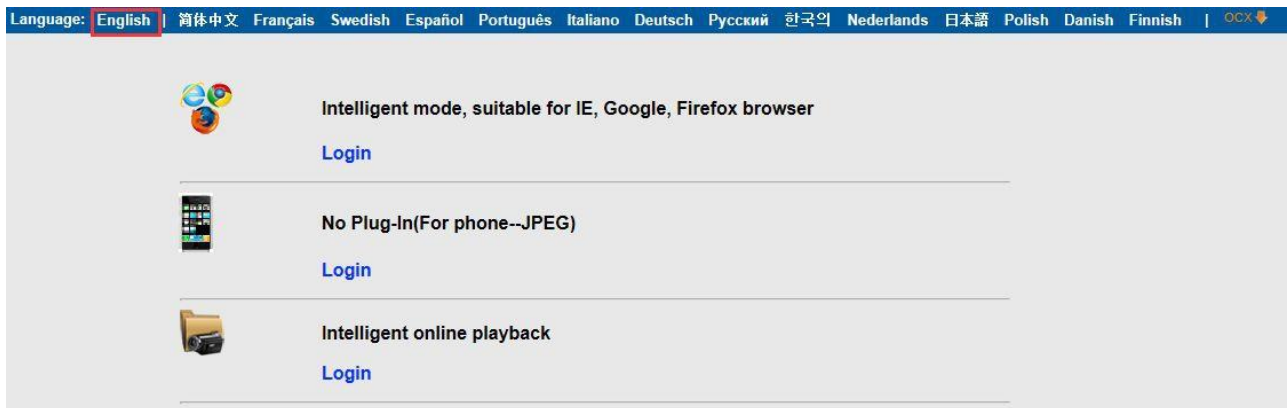 Language: English | 简体中文 Français Swedish Español Português Italiano Deutsch Русский 한국의 Nederlands 日本語 Polish Danish Finnish | OCX
Intelligent mode, suitable for IE, Google, Firefox browser
Login
No Plug-In(For phone--JPEG)
Login
Intelligent online playback
Login